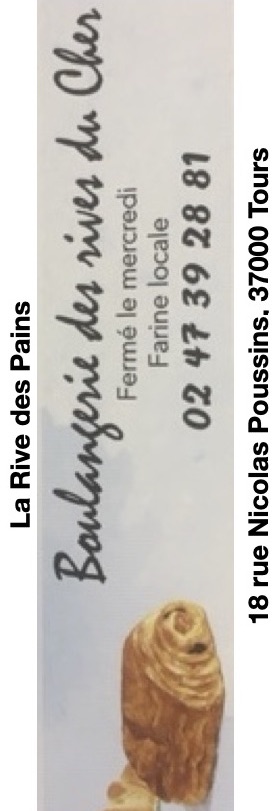 La Rive des Pains
Boulangerie des rives du Cher
Fermé le mercredi
Farine locale
02 47 39 28 81
18 rue Nicolas Poussins, 37000 Tours